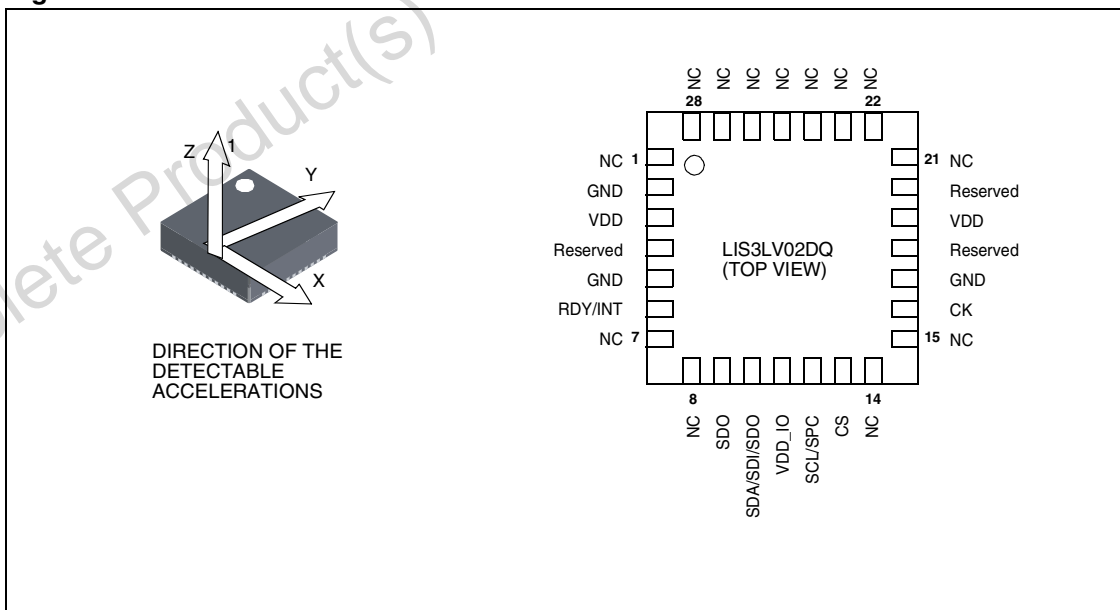 lete Product(s)
Z
1
Y
X
DIRECTION OF THE
DETECTABLE
ACCELERATIONS
NC NC NC NC NC NC NC
28 22
NC 1
GND
VDD
Reserved
GND
RDY/INT
NC 7
LIS3LV02DQ
(TOP VIEW)
21 NC
Reserved
VDD
Reserved
GND
CK
15 NC
8 14
NC SDO SDA/SDI/SDO VDD_IO SCL/SPC CS NC